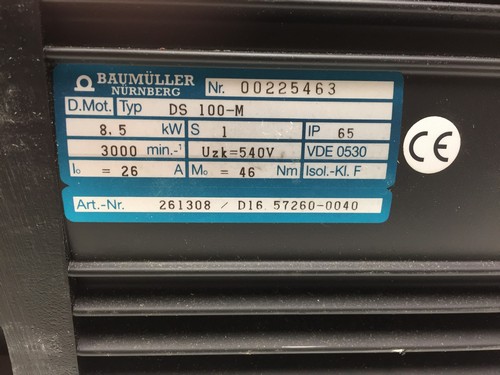 BAUMÜLLER
NÜRNBERG
Nr. 00225463
D.Mot. Typ DS 100-M
8,5 kW S 1 IP 65
3000 min.-¹ Uzk=540V VDE 0530
I₀ = 26 A M₀ = 46 Nm Isol.-Kl. F
Art.-Nr. 261308 / D16 57260-0040
CE